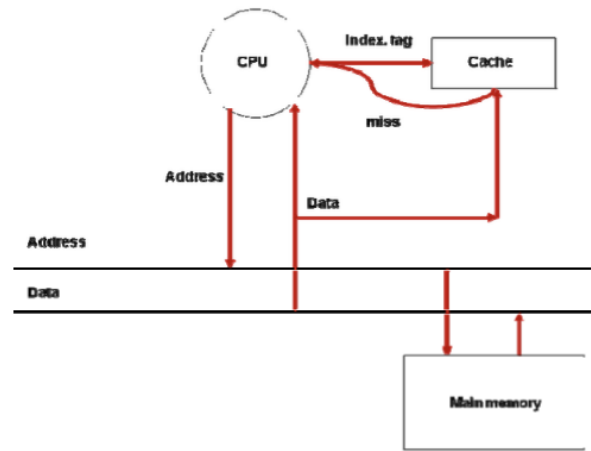 Index. tag
CPU
Cache
miss
Address
Data
Address
Data
Main memory